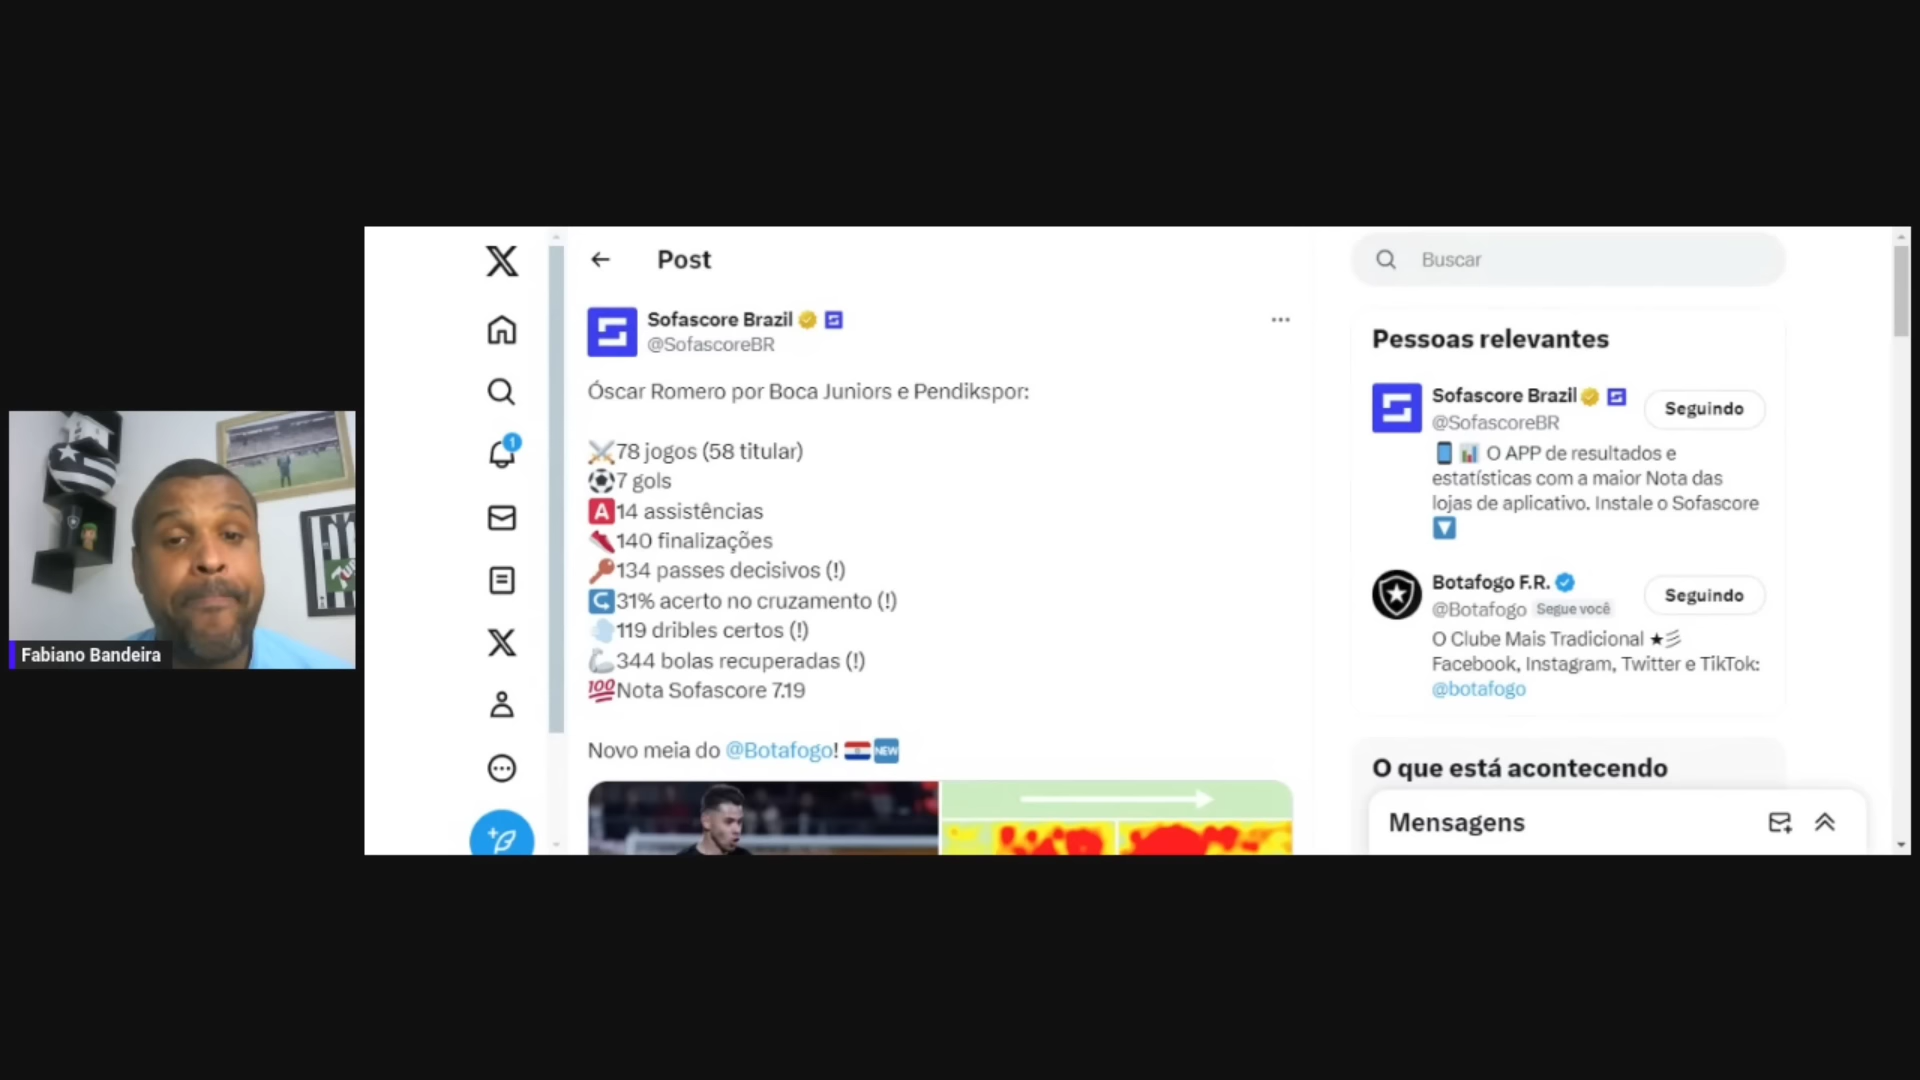 Post
Buscar
Sofascore Brazil
@SofascoreBR
Óscar Romero por Boca Juniors e Pendikspor:
78 jogos (58 titular)
7 gols
A 14 assistências
140 finalizações
134 passes decisivos (!)
31% acerto no cruzamento (!)
119 dribles certos (!)
344 bolas recuperadas (!)
100 Nota Sofascore 7.19
Novo meia do @Botafogo! NEW
1
Pessoas relevantes
Sofascore Brazil
@SofascoreBR
Seguindo
O APP de resultados e
estatísticas com a maior Nota das
lojas de aplicativo. Instale o Sofascore
Botafogo F.R.
@Botafogo Segue você
Seguindo
O Clube Mais Tradicional
Facebook, Instagram, Twitter e TikTok:
@botafogo
O que está acontecendo
Mensagens
Fabiano Bandeira
7UP